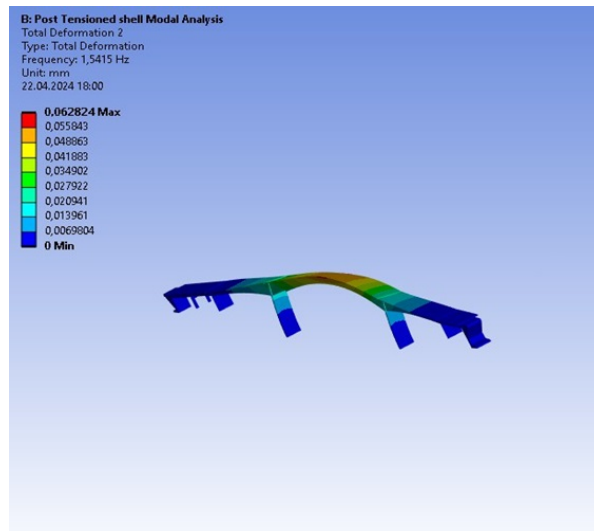 B: Post Tensioned shell Modal Analysis
Total Deformation 2
Type: Total Deformation
Frequency: 1,5415 Hz
Unit: mm
22.04.2024 18:00
0,062824 Max
0,055843
0,048863
0,041883
0,034902
0,027922
0,020941
0,013961
0,0069804
0 Min